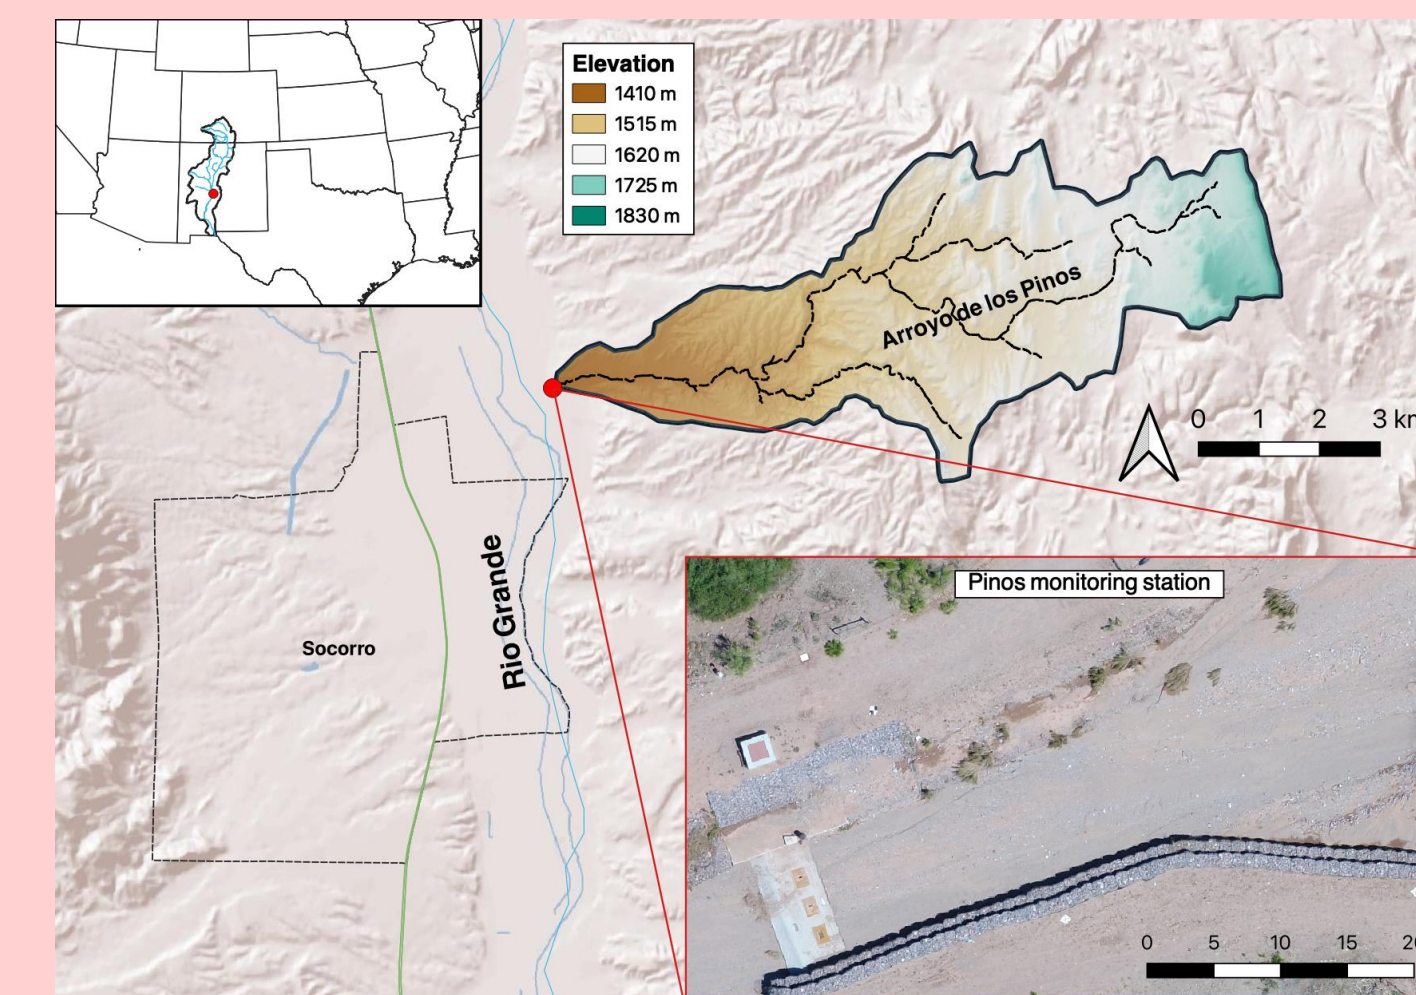 Elevation
1410 m
1515 m
1620 m
1725 m
1830 m
Arroyo de los Pinos
0 1 2 3
Rio Grande
Socorro
Pinos monitoring station
0 5 10 15